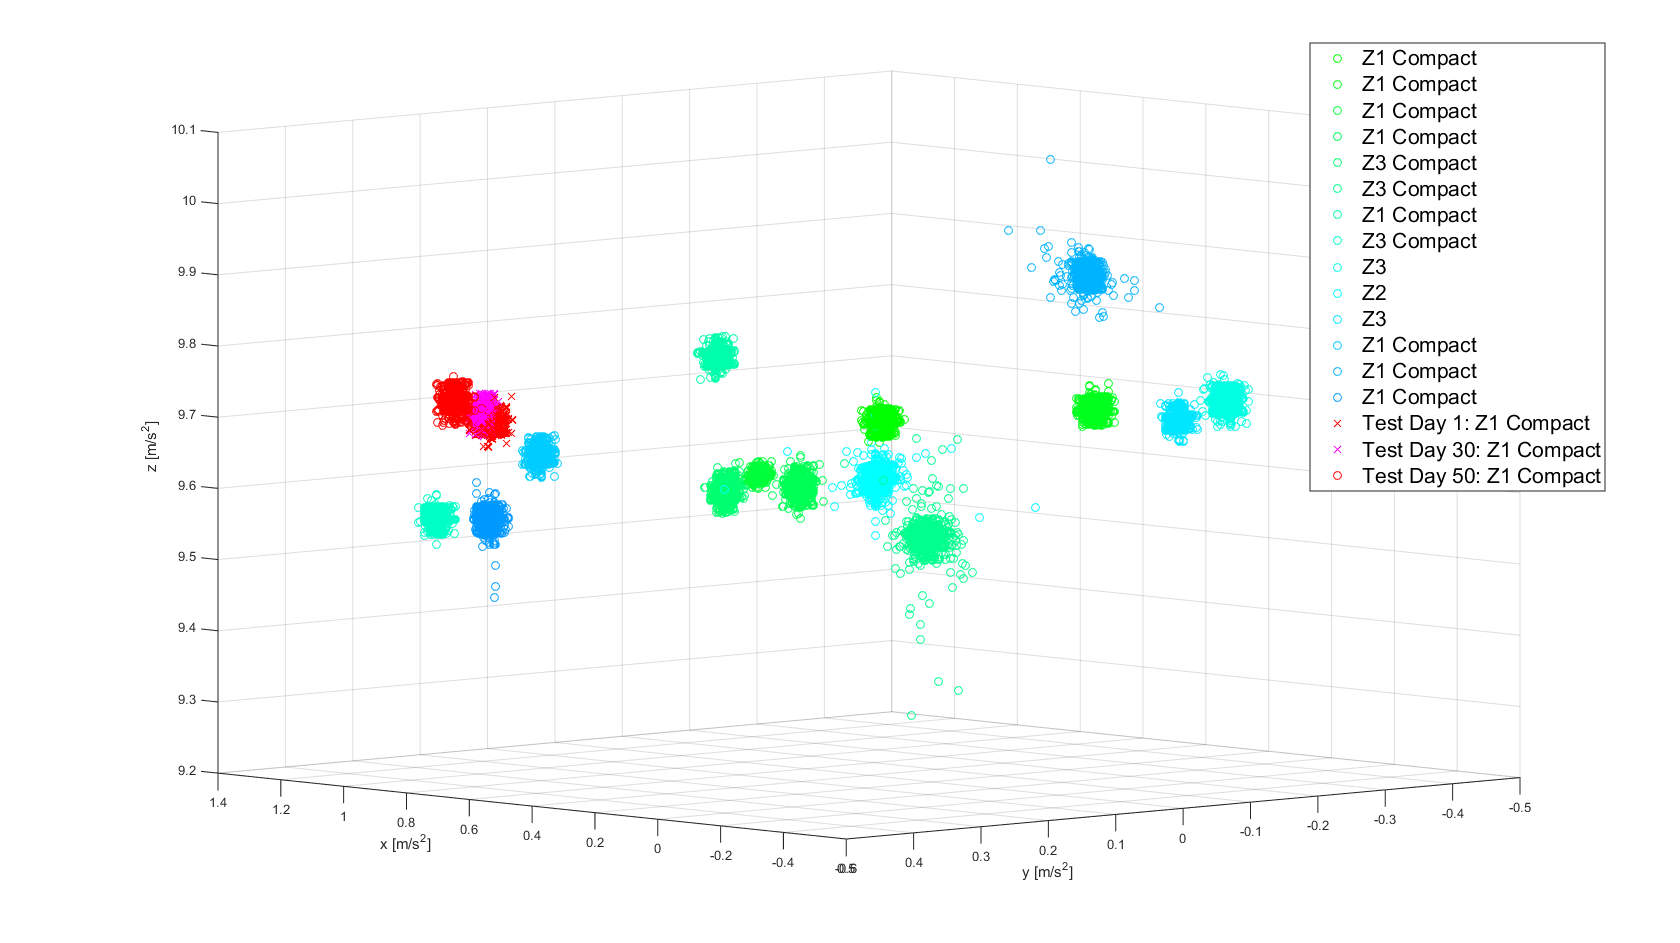 Z1 Compact
Z1 Compact
Z1 Compact
Z1 Compact
Z3 Compact
Z3 Compact
Z1 Compact
Z3 Compact
Z3
Z2
Z3
Z1 Compact
Z1 Compact
Z1 Compact
Test Day 1: Z1 Compact
Test Day 30: Z1 Compact
Test Day 50: Z1 Compact
10.1
10
9.9
9.8
9.7
9.6
9.5
9.4
9.3
9.2
z [m/s²]
1.4
1.2
1
0.8
0.6
0.4
0.2
0
-0.2
-0.4
x [m/s²]
0.4
0.3
0.2
0.1
0
-0.1
-0.2
-0.3
-0.4
-0.5
y [m/s²]